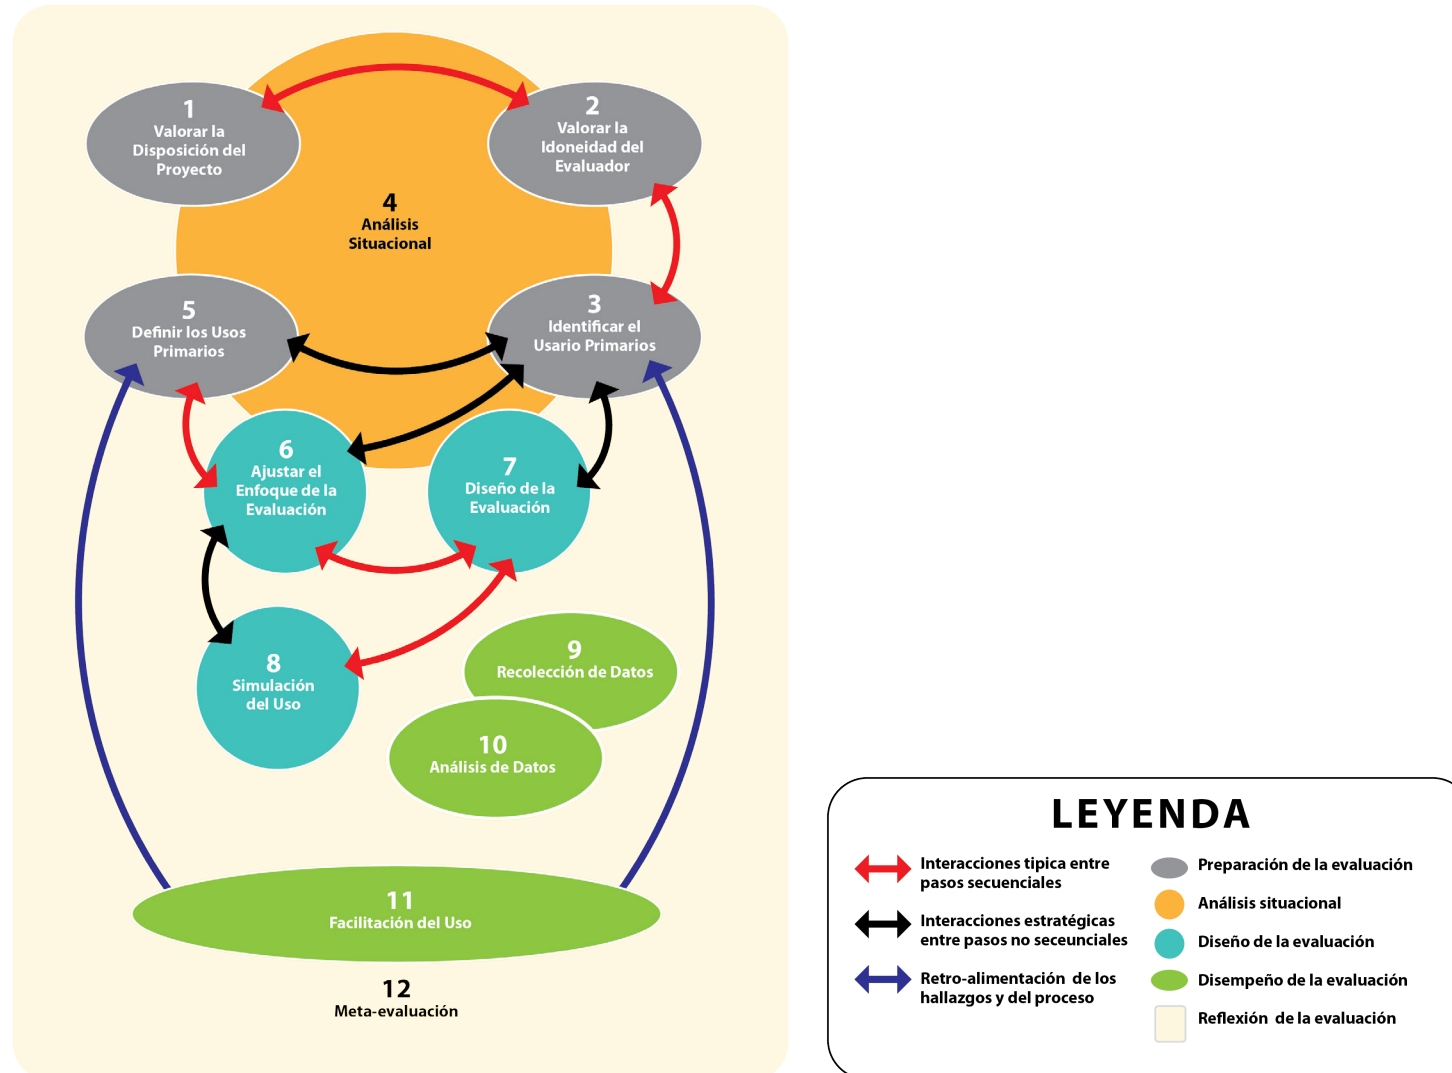 1
Valorar la
Disposición del
Proyecto
2
Valorar la
Idoneidad del
Evaluador
4
Análisis
Situacional
5
Definir los Usos
Primarios
3
Identificar el
Usario Primarios
6
Ajustar el
Enfoque de la
Evaluación
7
Diseño de la
Evaluación
8
Simulación
del Uso
9
Recolección de Datos
10
Análisis de Datos
11
Facilitación del Uso
12
Meta-evaluación
LEYENDA
Interacciones tipica entre
pasos secuenciales
Interacciones estratégicas
entre pasos no seceunciales
Retro-alimentación de los
hallazgos y del proceso
Preparación de la evaluación
Análisis situacional
Diseño de la evaluación
Disempeño de la evaluación
Reflexión de la evaluación